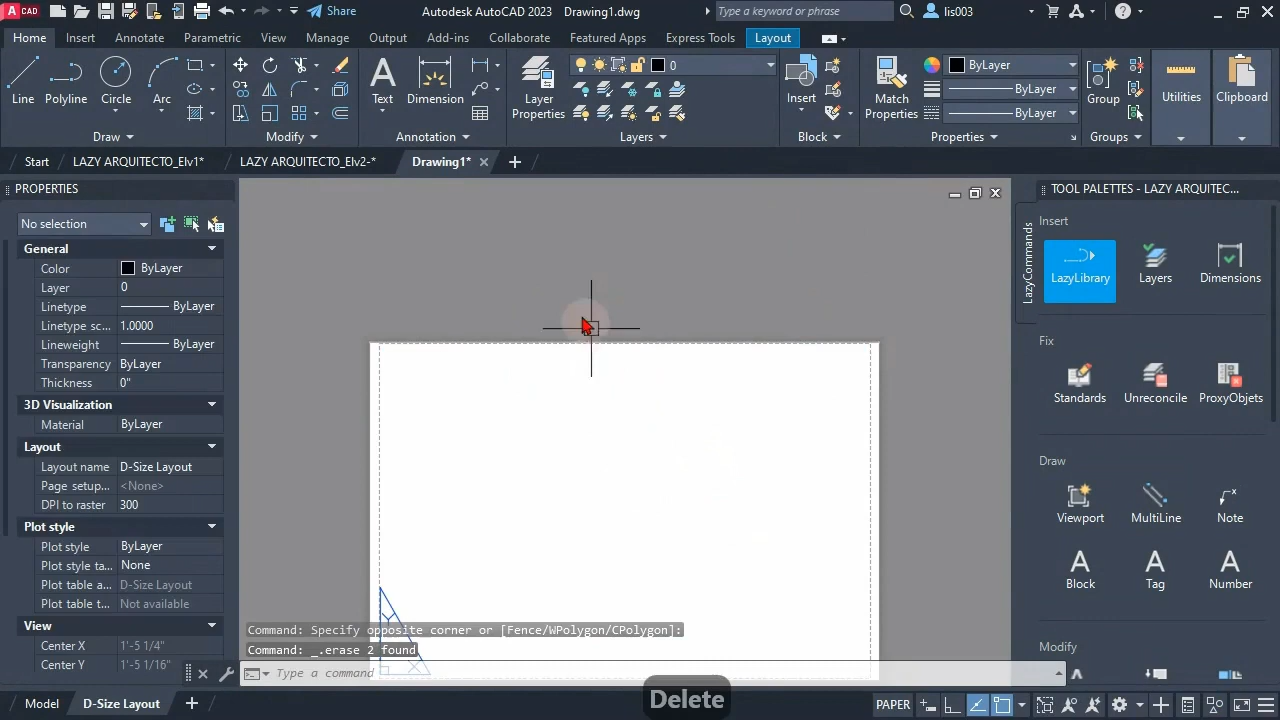 CAD Share Autodesk AutoCAD 2023 Drawing1.dwg Type a keyword or phrase lis003
Home Insert Annotate Parametric View Manage Output Add-ins Collaborate Featured Apps Express Tools Layout
0 ByLayer
ByLayer
ByLayer
Line Polyline Circle Arc Text Dimension Layer Properties Insert Match Properties Group Utilities Clipboard
Draw Modify Annotation Layers Block Properties Groups
Start LAZY ARQUITECTO_Elv1* LAZY ARQUITECTO_Elv2-* Drawing1*
PROPERTIES
No selection
General
Color ByLayer
Layer 0
Linetype ByLayer
Linetype sc... 1.0000
Lineweight ByLayer
Transparency ByLayer
Thickness 0"
3D Visualization
Material ByLayer
Layout
Layout name D-Size Layout
Page setup... <None>
DPI to raster 300
Plot style
Plot style ByLayer
Plot style ta... None
Plot table a... D-Size Layout
Plot table t... Not available
View
Center X 1'-5 1/4"
Center Y 1'-5 1/16"
Y
X
Command: Specify opposite corner or [Fence/WPolygon/CPolygon]:
Command: _.erase 2 found
Type a command
TOOL PALETTES - LAZY ARQUITEC...
LazyCommands
Insert
LazyLibrary Layers Dimensions
Fix
Standards Unreconcile ProxyObjets
Draw
Viewport MultiLine Note
A A A
Block Tag Number
Modify
Model D-Size Layout
Delete
PAPER